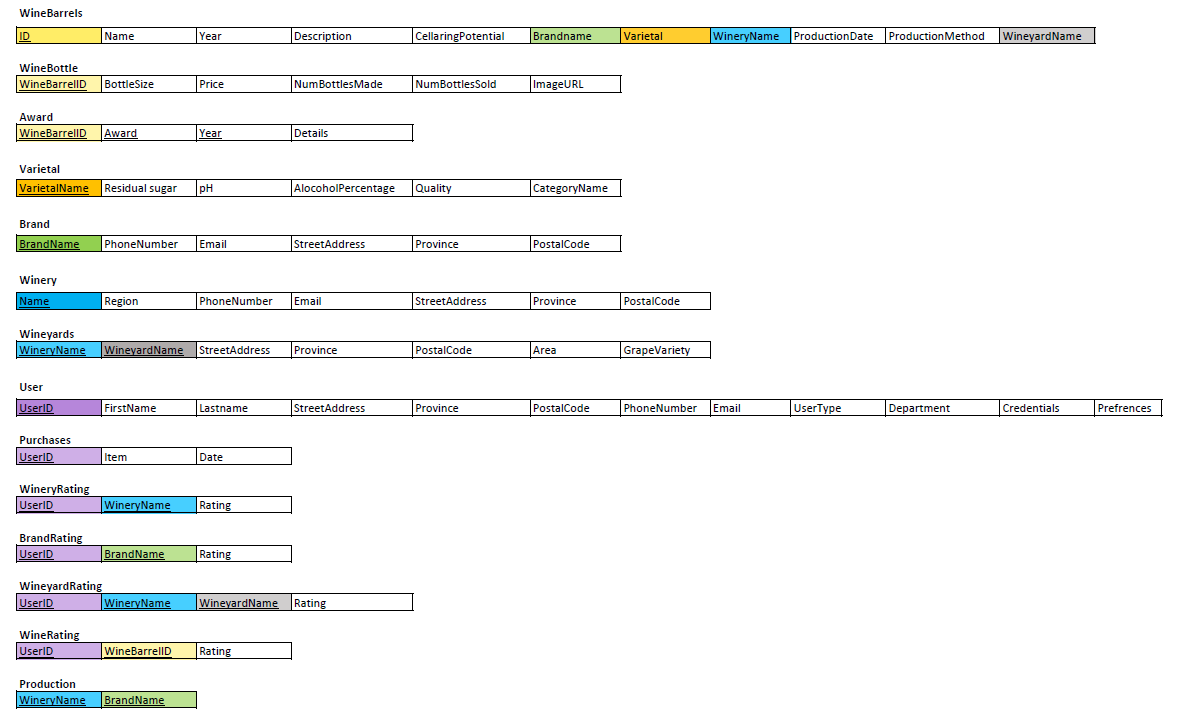 WineBarrels
ID Name Year Description CellaringPotential Brandname Varietal WineryName ProductionDate ProductionMethod WineyardName
WineBottle
WineBarrelID BottleSize Price NumBottlesMade NumBottlesSold ImageURL
Award
WineBarrelID Award Year Details
Varietal
VarietalName Residual sugar pH AlocoholPercentage Quality CategoryName
Brand
BrandName PhoneNumber Email StreetAddress Province PostalCode
Winery
Name Region PhoneNumber Email StreetAddress Province PostalCode
Wineyards
WineryName WineyardName StreetAddress Province PostalCode Area GrapeVariety
User
UserID FirstName Lastname StreetAddress Province PostalCode PhoneNumber Email UserType Department Credentials Prefrences
Purchases
UserID Item Date
WineryRating
UserID WineryName Rating
BrandRating
UserID BrandName Rating
WineyardRating
UserID WineryName WineyardName Rating
WineRating
UserID WineBarrelID Rating
Production
WineryName BrandName